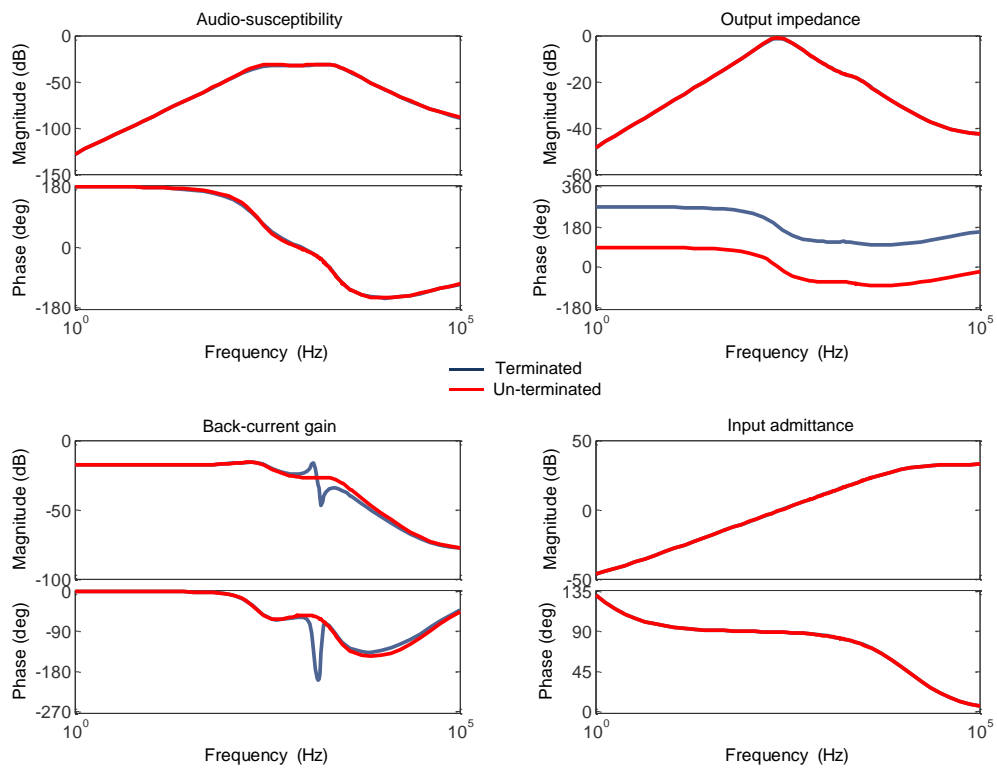 Audio-susceptibility
Magnitude (dB)
0
-50
-100
-150
Phase (deg)
180
0
-180
10^0
10^5
Frequency (Hz)
Output impedance
Magnitude (dB)
0
-20
-40
-60
Phase (deg)
360
180
0
-180
10^0
10^5
Frequency (Hz)
Terminated
Un-terminated
Back-current gain
Magnitude (dB)
0
-50
-100
Phase (deg)
0
-90
-180
-270
10^0
10^5
Frequency (Hz)
Input admittance
Magnitude (dB)
50
0
-50
Phase (deg)
135
90
45
0
10^0
10^5
Frequency (Hz)